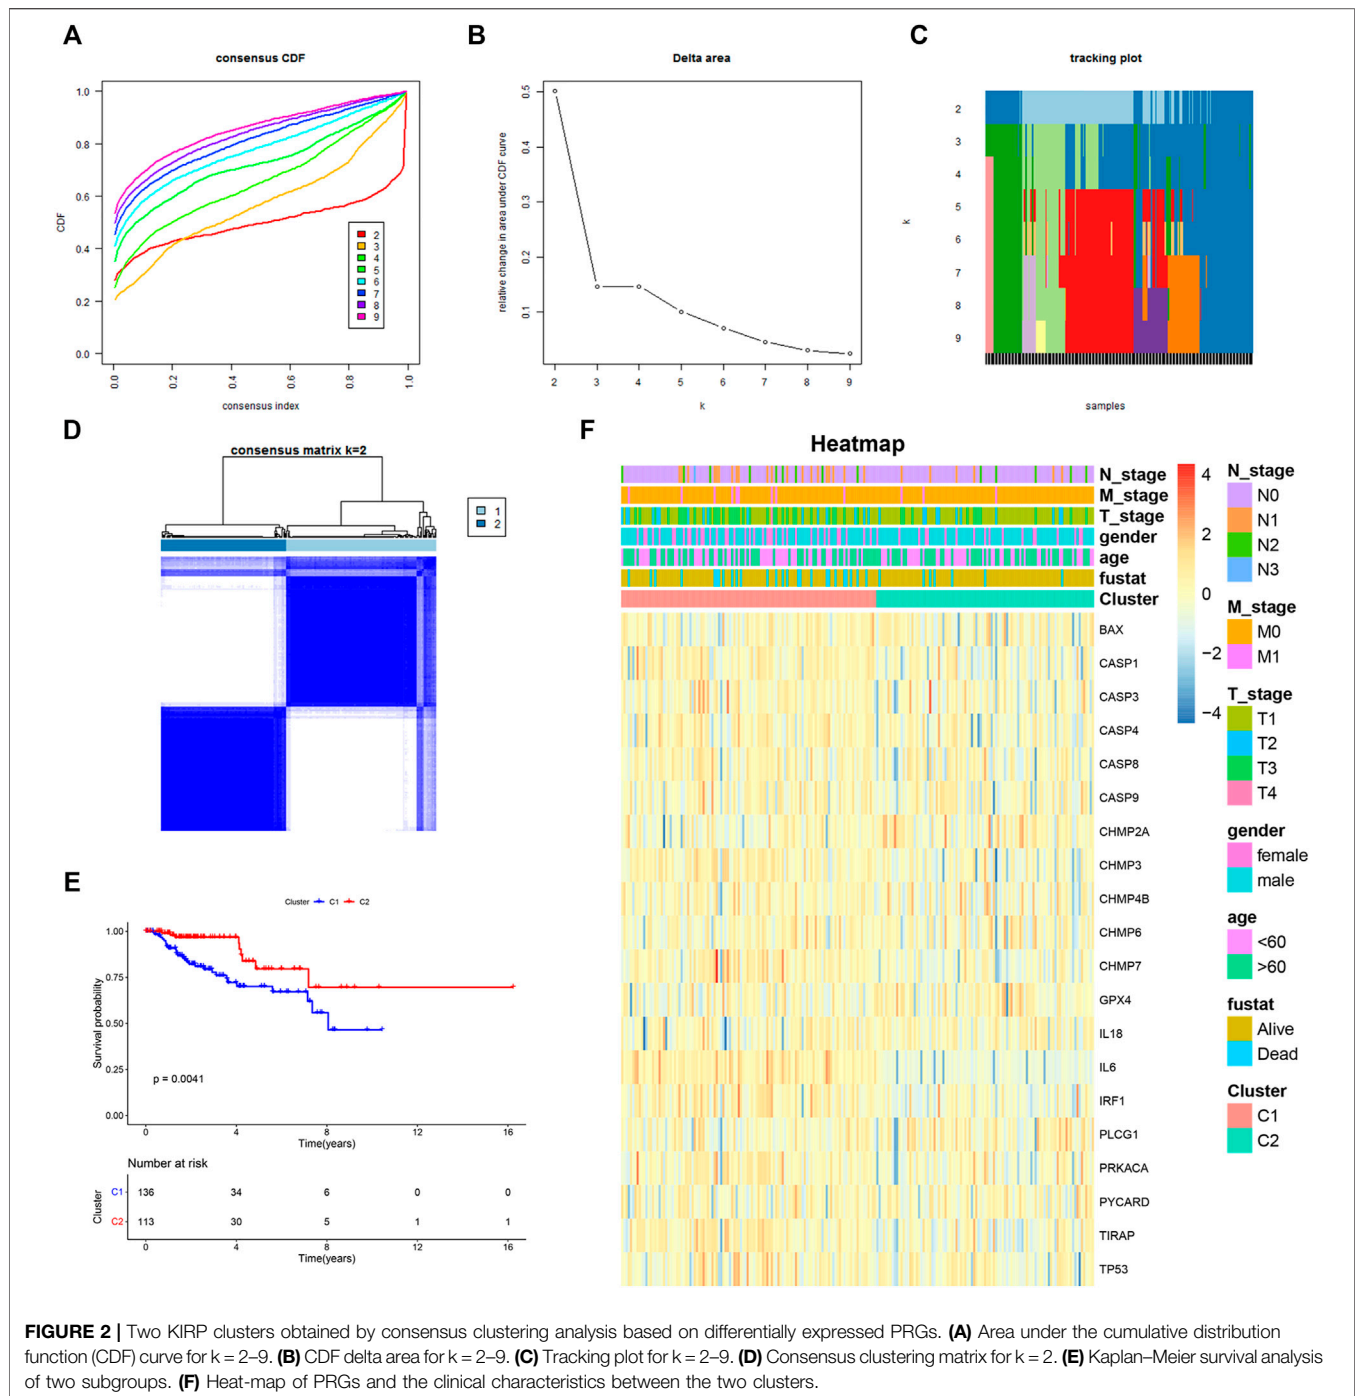 A
consensus CDF
CDF
1.0
0.8
0.6
0.4
0.2
0.0
0.0
0.2
0.4
0.6
0.8
1.0
consensus index
2
3
4
5
6
7
8
9
B
Delta area
relative change in area under CDF curve
0.5
0.4
0.3
0.2
0.1
2
3
4
5
6
7
8
9
k
C
tracking plot
k
2
3
4
5
6
7
8
9
samples
D
consensus matrix k=2
1
2
E
Cluster C1 C2
Survival probability
1.00
0.75
0.50
0.25
0.00
p = 0.0041
0 4 8 12 16
Time(years)
Number at risk
Cluster
C1 136 34 6 0 0
C2 113 30 5 1 1
0 4 8 12 16
Time(years)
F
Heatmap
N_stage
M_stage
T_stage
gender
age
fustat
Cluster
BAX
CASP1
CASP3
CASP4
CASP8
CASP9
CHMP2A
CHMP3
CHMP4B
CHMP6
CHMP7
GPX4
IL18
IL6
IRF1
PLCG1
PRKACA
PYCARD
TIRAP
TP53
4
2
0
−2
−4
N_stage
N0
N1
N2
N3
M_stage
M0
M1
T_stage
T1
T2
T3
T4
gender
female
male
age
<60
>60
fustat
Alive
Dead
Cluster
C1
C2
FIGURE 2 | Two KIRP clusters obtained by consensus clustering analysis based on differentially expressed PRGs. (A) Area under the cumulative distribution
function (CDF) curve for k = 2–9. (B) CDF delta area for k = 2–9. (C) Tracking plot for k = 2–9. (D) Consensus clustering matrix for k = 2. (E) Kaplan–Meier survival analysis
of two subgroups. (F) Heat-map of PRGs and the clinical characteristics between the two clusters.